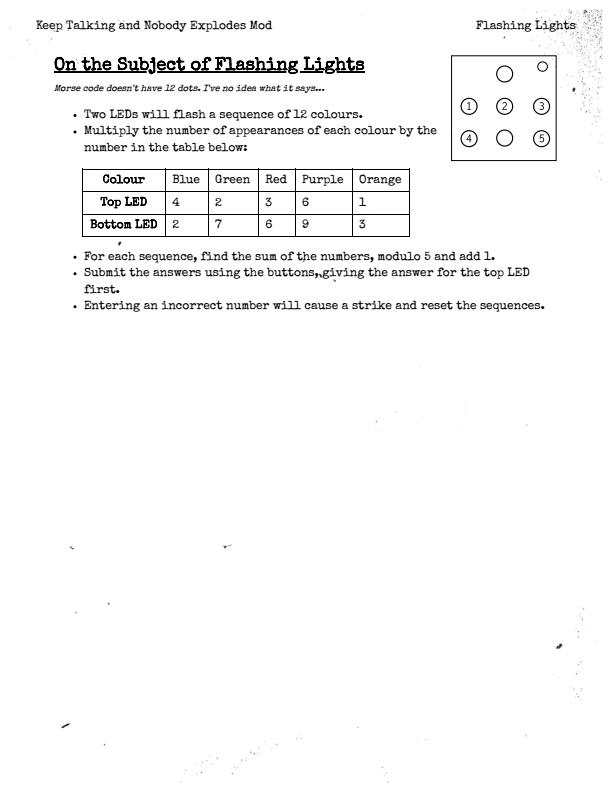 Keep Talking and Nobody Explodes Mod Flashing Lights
On the Subject of Flashing Lights
Morse code doesn't have 12 dots. I've no idea what it says...
1 2 3
4 5
• Two LEDs will flash a sequence of 12 colours.
• Multiply the number of appearances of each colour by the
number in the table below:
Colour Blue Green Red Purple Orange
Top LED 4 2 3 6 1
Bottom LED 2 7 6 9 3
• For each sequence, find the sum of the numbers, modulo 5 and add 1.
• Submit the answers using the buttons, giving the answer for the top LED
first.
• Entering an incorrect number will cause a strike and reset the sequences.